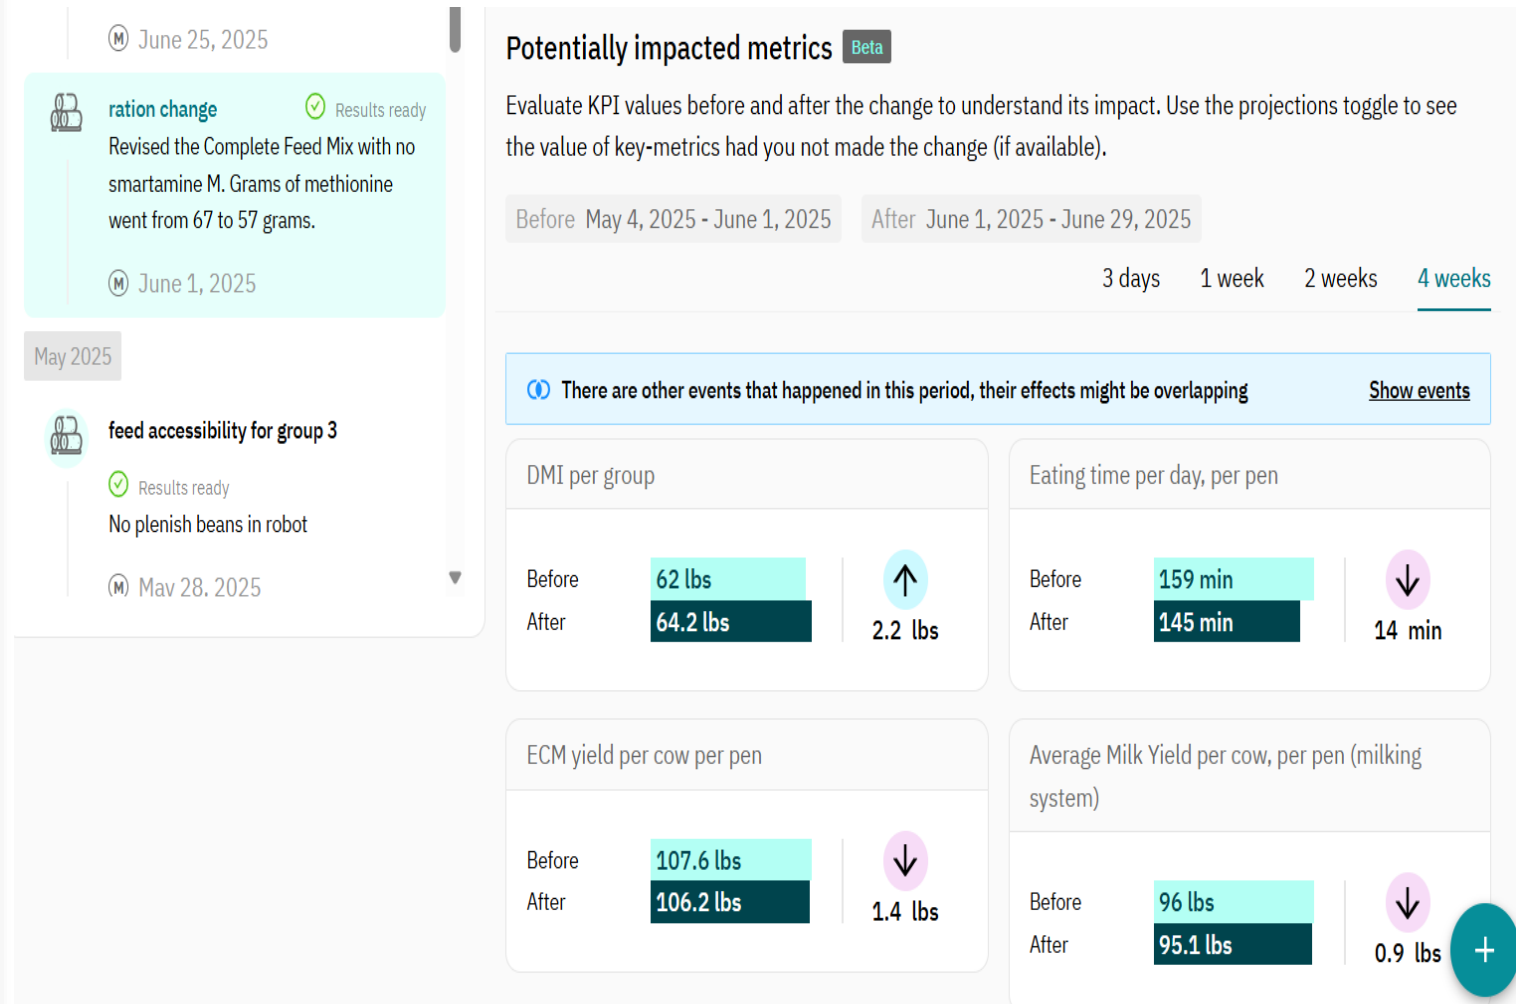 M June 25, 2025
ration change
Results ready
Revised the Complete Feed Mix with no
smartamine M. Grams of methionine
went from 67 to 57 grams.
M June 1, 2025
May 2025
feed accessibility for group 3
Results ready
No plenish beans in robot
M May 28, 2025
Potentially impacted metrics Beta
Evaluate KPI values before and after the change to understand its impact. Use the projections toggle to see
the value of key-metrics had you not made the change (if available).
Before May 4, 2025 - June 1, 2025
After June 1, 2025 - June 29, 2025
3 days 1 week 2 weeks 4 weeks
There are other events that happened in this period, their effects might be overlapping Show events
DMI per group
Before 62 lbs
After 64.2 lbs
2.2 lbs
Eating time per day, per pen
Before 159 min
After 145 min
14 min
ECM yield per cow per pen
Before 107.6 lbs
After 106.2 lbs
1.4 lbs
Average Milk Yield per cow, per pen (milking
system)
Before 96 lbs
After 95.1 lbs
0.9 lbs
+